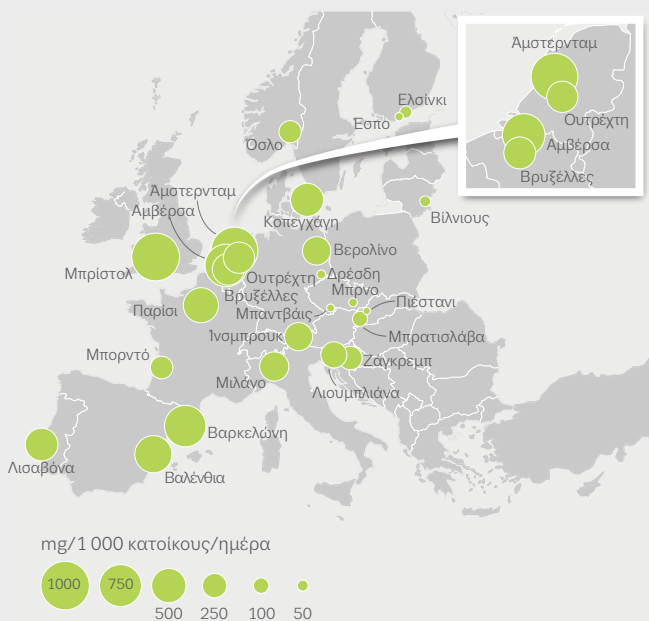 Άμστερνταμ
Ουτρέχτη
Αμβέρσα
Βρυξέλλες
Ελσίνκι
Έσπο
Όσλο
Άμστερνταμ
Αμβέρσα
Κοπεγχάγη
Βίλνιους
Μπρίστολ
Βερολίνο
Ουτρέχτη
Δρέσδη
Βρυξέλλες
Μπρνο
Πιέστανι
Παρίσι
Μπαντβάις
Ίνσμπρουκ
Μπρατισλάβα
Μπορντό
Ζάγκρεμπ
Μιλάνο
Λιουμπλιάνα
Βαρκελώνη
Λισαβόνα
Βαλένθια
mg/1 000 κατοίκους/ημέρα
1000 750
500 250 100 50